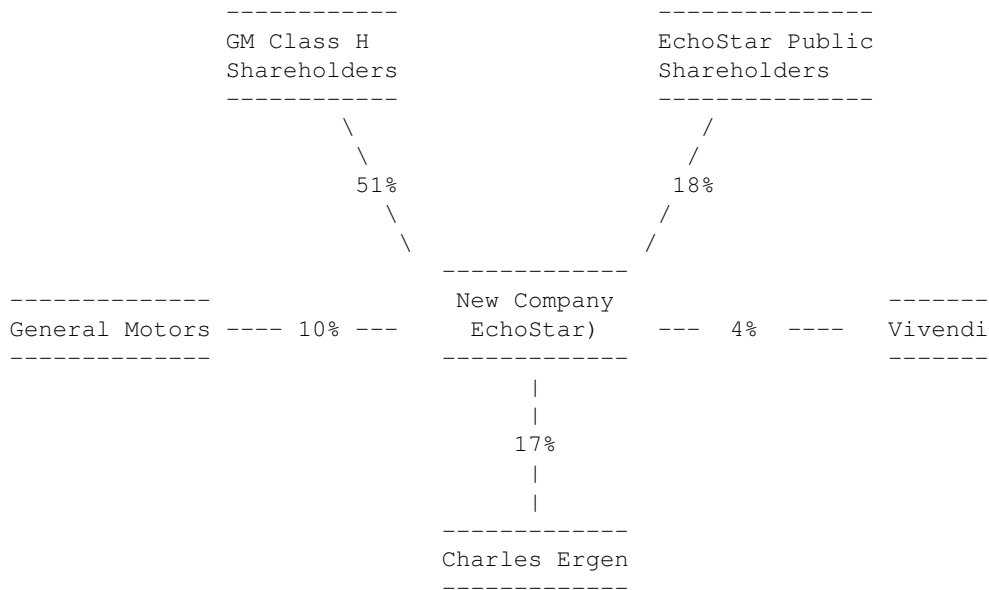 GM Class H
Shareholders
EchoStar Public
Shareholders
51%
18%
New Company
EchoStar)
General Motors ---- 10% ---
--- 4% ----
Vivendi
17%
Charles Ergen